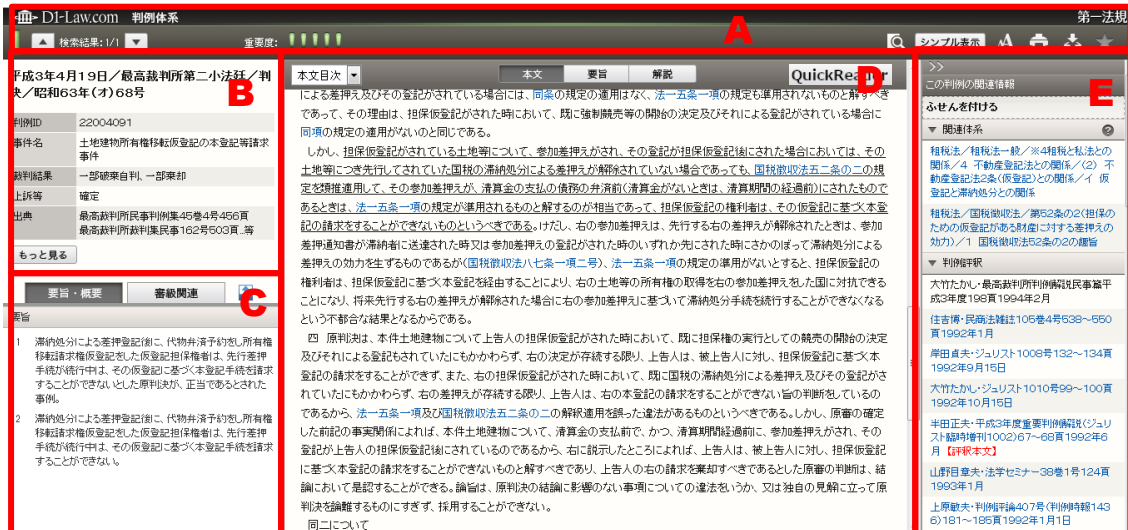 D1-Law.com 判例体系
第一法規
A
検索結果:1/1
重要度:
シンプル表示
B
平成3年4月19日／最高裁判所第二小法廷／判
決／昭和63年(オ)68号
判例ID 22004091
事件名 土地建物所有権移転仮登記の本登記等請求
事件
裁判結果 一部破棄自判、一部棄却
上訴等 確定
出典 最高裁判所民事判例集45巻4号456頁
最高裁判所裁判集民事162号503頁...等
もっと見る
C
要旨・概要 審級関連
要旨
1 滞納処分による差押登記後に、代物弁済予約をし所有権
移転請求権仮登記をした仮登記担保権者は、先行差押
手続が続行中は、その仮登記に基づく本登記手続を請求
することができないとした原判決が、正当であるとされた
事例。
2 滞納処分による差押登記後に、代物弁済予約をし所有権
移転請求権仮登記をした仮登記担保権者は、先行差押
手続が続行中は、その仮登記に基づく本登記手続を請求
することができない。
D
本文目次 本文 要旨 解説 QuickReader
による差押え及びその登記がされている場合には、同条の規定の適用はなく、法一五条一項の規定も準用されないものと解すべき
であって、その理由は、担保仮登記がされた時において、既に強制競売等の開始の決定及びそれによる登記がされている場合に
同項の規定の適用がないのと同じである。
しかし、担保仮登記がされている土地等について、参加差押えがされ、その登記が担保仮登記後にされた場合においては、その
土地等につき先行してされていた国税の滞納処分による差押えが解除されていない場合であっても、国税徴収法五二条の二の規
定を類推適用して、その参加差押えが、清算金の支払の債務の弁済前(清算金がないときは、清算期間の経過前)にされたもので
あるときは、法一五条一項の規定が準用されるものと解するのが相当であって、担保仮登記の権利者は、その仮登記に基づく本登
記の請求をすることができないものというべきである。けだし、右の参加差押えは、先行する右の差押えが解除されたときは、参加
差押通知書が滞納者に送達された時又は参加差押えの登記がされた時のいずれか先にされた時にさかのぼって滞納処分による
差押えの効力を生ずるものであるが(国税徴収法八七条一項二号)、法一五条一項の規定の準用がないとすると、担保仮登記の
権利者は、担保仮登記に基づく本登記を経由することにより、右の土地等の所有権の取得を右の参加差押えをした国に対抗できる
ことになり、将来先行する右の差押えが解除された場合に右の参加差押えに基づいて滞納処分手続を続行することができなくなる
という不都合な結果となるからである。
四 原判決は、本件土地建物について上告人の担保仮登記がされた時において、既に担保権の実行としての競売の開始の決定
及びそれによる登記もされていたにもかかわらず、右の決定が存続する限り、上告人は、被上告人に対し、担保仮登記に基づく本
登記の請求をすることができず、また、右の担保仮登記がされた時において、既に国税の滞納処分による差押え及びその登記がさ
れていたにもかかわらず、右の差押えが存続する限り、上告人は、右の本登記の請求をすることができない旨の判断をしているの
であるから、法一五条一項及び国税徴収法五二条の二の解釈適用を誤った違法があるものというべきである。しかし、原審の確定
した前記の事実関係によれば、本件土地建物について、清算金の支払前で、かつ、清算期間経過前に、参加差押えがされ、その
登記が上告人の担保仮登記後にされているのであるから、右に説示したところによれば、上告人は、被上告人に対し、担保仮登記
に基づく本登記の請求をすることができないものと解すべきであり、上告人の右の請求を棄却すべきであるとした原審の判断は、結
論において是認することができる。論旨は、原判決の結論に影響のない事項についての違法をいうか、又は独自の見解に立って原
判決を論難するものにすぎず、採用することができない。
同二について
E
>>
この判例の関連情報
ふせんを付ける
▼ 関連体系
租税法／租税法一般／※4租税と私法との
関係／4 不動産登記法との関係／(2) 不
動産登記法2条(仮登記)との関係／イ 仮
登記と滞納処分との関係
租税法／国税徴収法／第52条の2(担保の
ための仮登記がある財産に対する差押えの
効力)／1 国税徴収法52条の2の趣旨
▼ 判例評釈
大竹たかし・最高裁判所判例解説民事篇平
成3年度198頁1994年2月
住吉博・民商法雑誌105巻4号538～550
頁1992年1月
岸田貞夫・ジュリスト1008号132～134頁
1992年9月15日
大竹たかし・ジュリスト1010号99～100頁
1992年10月15日
半田正夫・平成3年度重要判例解説(ジュリ
スト臨時増刊1002)67～68頁1992年6
月【評釈本文】
山野目章夫・法学セミナー38巻1号124頁
1993年1月
上原敏夫・判例評論407号(判例時報143
6)181～185頁1992年1月1日